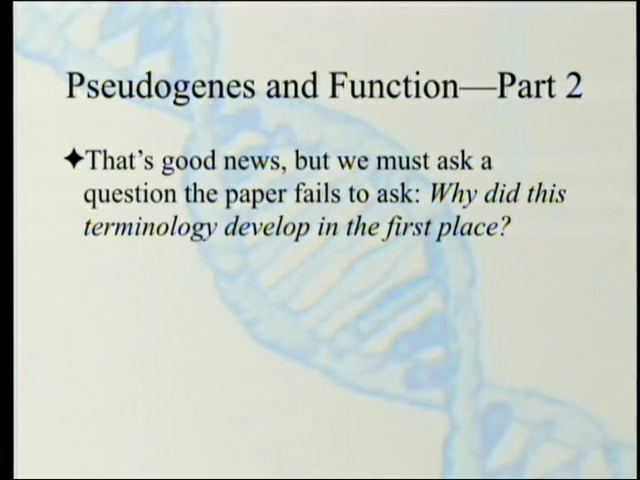 Pseudogenes and Function—Part 2
✦That's good news, but we must ask a
question the paper fails to ask: Why did this
terminology develop in the first place?